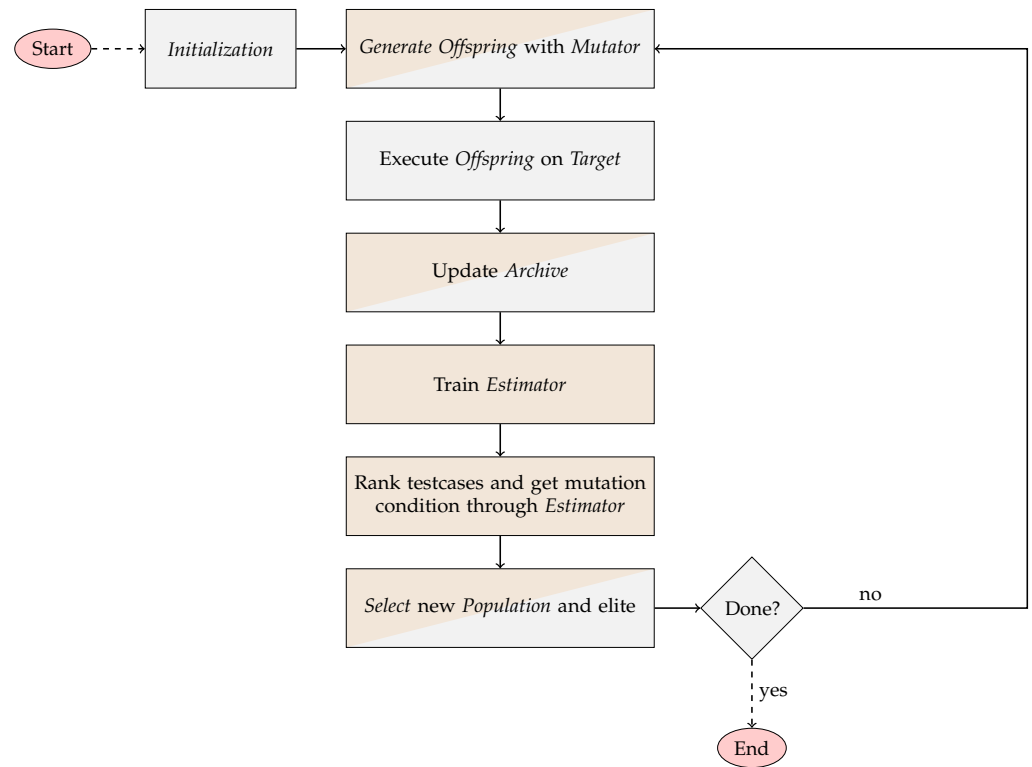 Start
Initialization
Generate Offspring with Mutator
Execute Offspring on Target
Update Archive
Train Estimator
Rank testcases and get mutation
condition through Estimator
Select new Population and elite
Done?
no
yes
End